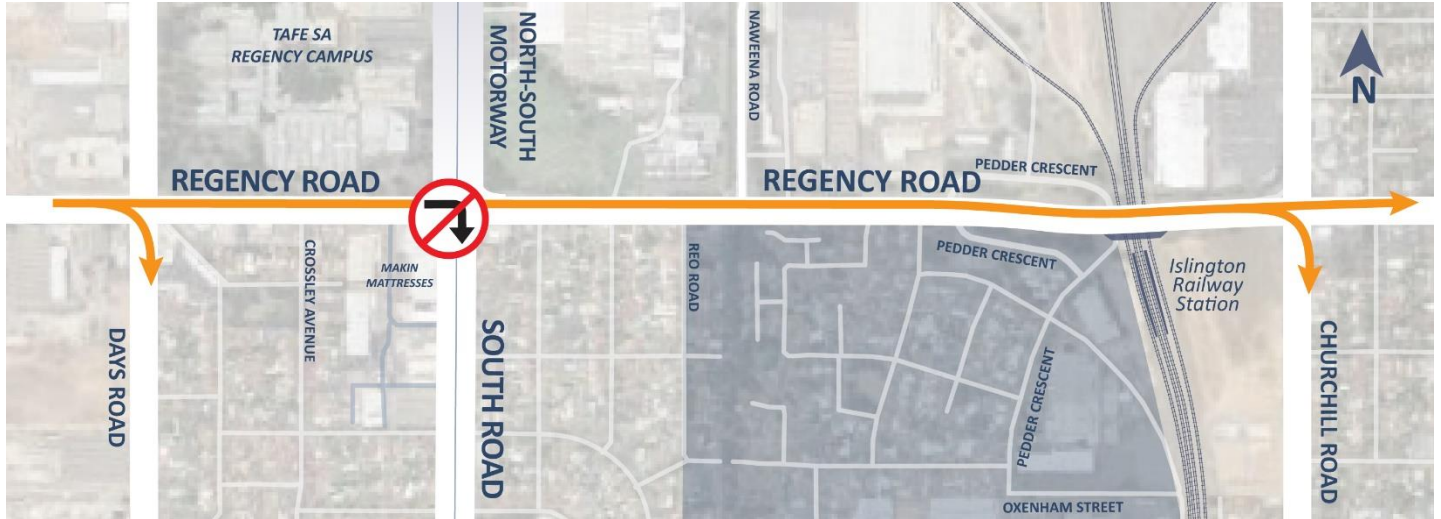 TAFE SA
REGENCY CAMPUS
NORTH-SOUTH
MOTORWAY
NAWEENA ROAD
N
PEDDER CRESCENT
REGENCY ROAD
REGENCY ROAD
CROSSLEY AVENUE
MAKIN
MATTRESSES
REO ROAD
PEDDER CRESCENT
Islington
Railway
Station
DAYS ROAD
SOUTH ROAD
PEDDER CRESCENT
CHURCHILL ROAD
OXENHAM STREET